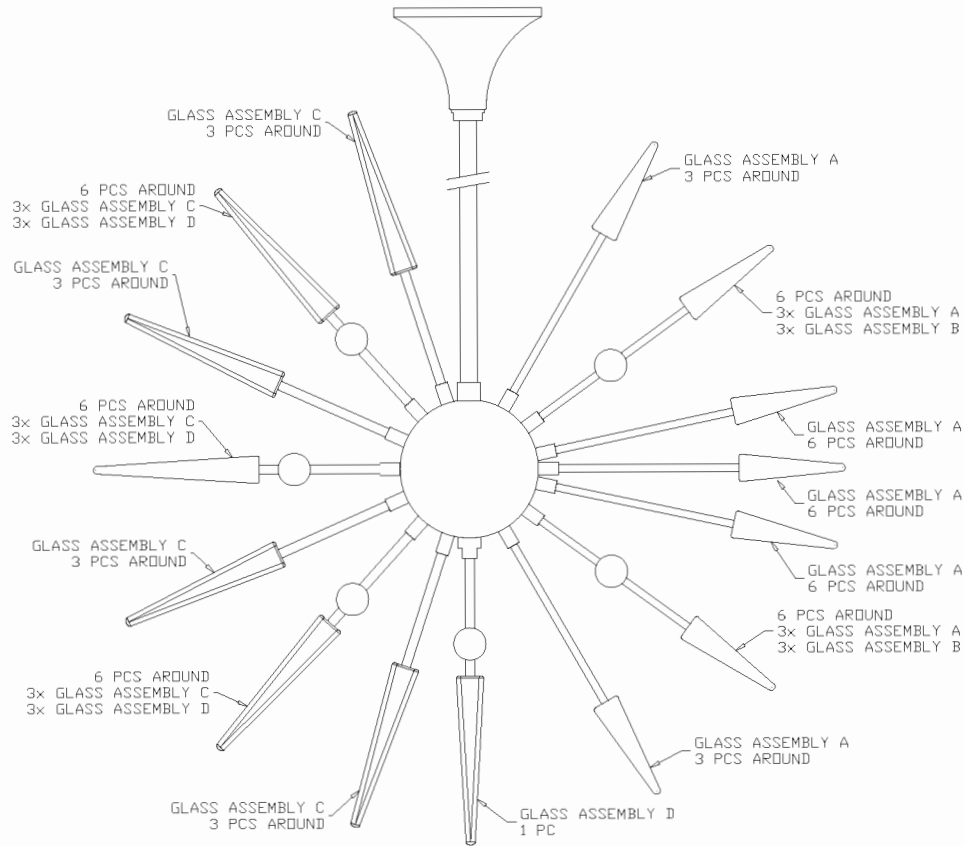 GLASS ASSEMBLY C
3 PCS AROUND
6 PCS AROUND
3x GLASS ASSEMBLY C
3x GLASS ASSEMBLY D
GLASS ASSEMBLY C
3 PCS AROUND
6 PCS AROUND
3x GLASS ASSEMBLY C
3x GLASS ASSEMBLY D
GLASS ASSEMBLY C
3 PCS AROUND
6 PCS AROUND
3x GLASS ASSEMBLY C
3x GLASS ASSEMBLY D
GLASS ASSEMBLY C
3 PCS AROUND
GLASS ASSEMBLY D
1 PC
GLASS ASSEMBLY A
3 PCS AROUND
6 PCS AROUND
3x GLASS ASSEMBLY A
3x GLASS ASSEMBLY B
GLASS ASSEMBLY A
6 PCS AROUND
GLASS ASSEMBLY A
6 PCS AROUND
GLASS ASSEMBLY A
6 PCS AROUND
6 PCS AROUND
3x GLASS ASSEMBLY A
3x GLASS ASSEMBLY B
GLASS ASSEMBLY A
3 PCS AROUND